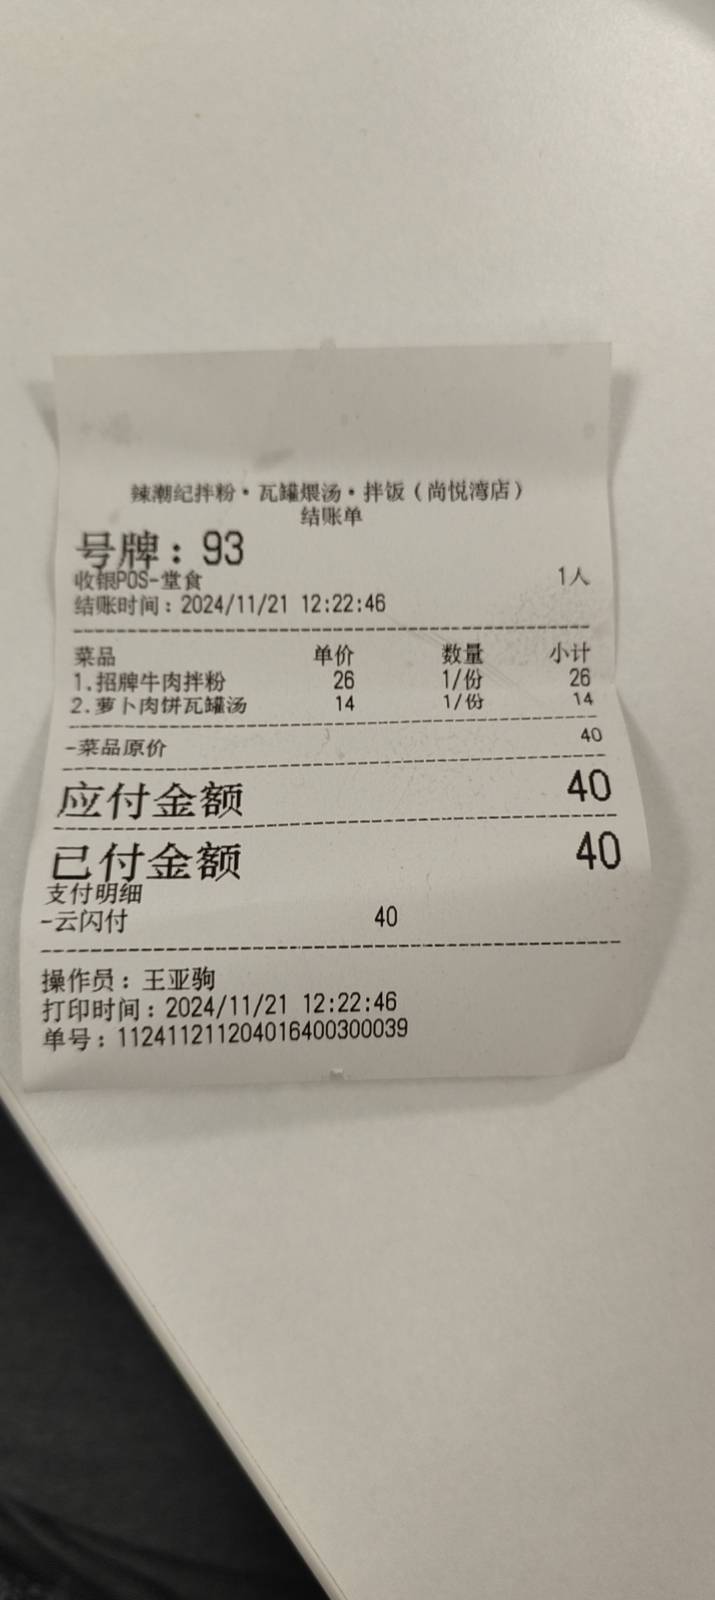 辣潮纪拌粉·瓦罐煨汤·拌饭(尚悦湾店)
结账单
号牌:93
收银POS-堂食 1人
结账时间:2024/11/21 12:22:46
菜品 单价 数量 小计
1.招牌牛肉拌粉 26 1/份 26
2.萝卜肉饼瓦罐汤 14 1/份 14
-菜品原价 40
应付金额 40
已付金额 40
支付明细
-云闪付 40
操作员:王亚驹
打印时间:2024/11/21 12:22:46
单号:1124112112040164003​00039